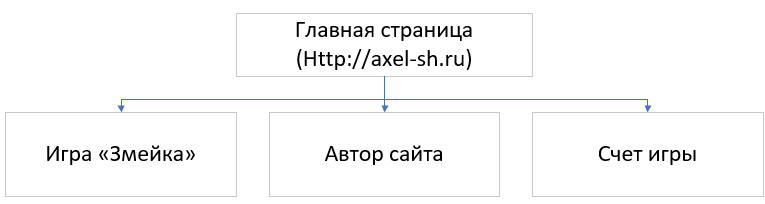 Главная страница
(Http://axel-sh.ru)
Игра «Змейка»
Автор сайта
Счет игры